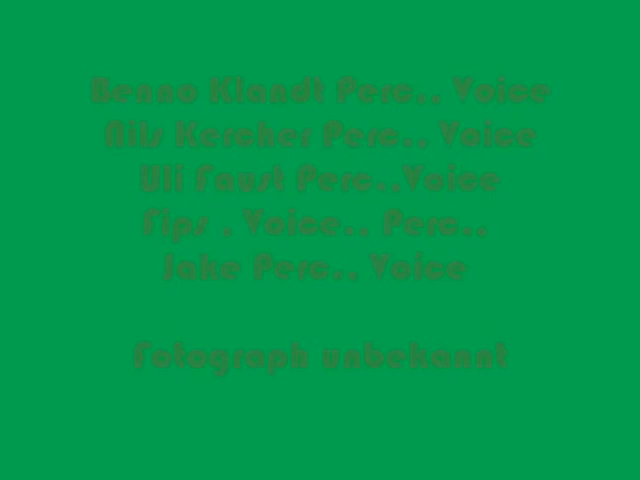 Benno Klandt Perc.. Voice
Nils Kercher Perc.. Voice
Uli Faust Perc..Voice
Fips . Voice.. Perc..
Jake Perc.. Voice
Fotograph unbekannt